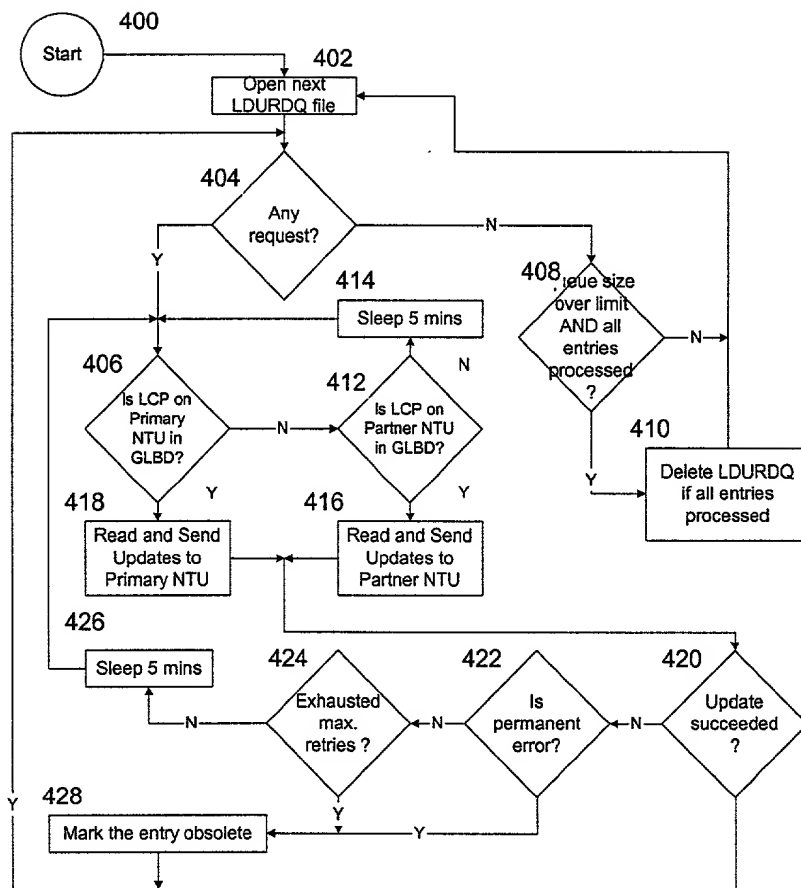 400
Start
402
Open next
LDURDQ file
404
Any
request?
N
Y
408
ieue size
over limit
AND all
entries
processed
?
N
Y
410
Delete LDURDQ
if all entries
processed
414
Sleep 5 mins
N
406
Is LCP on
Primary
NTU in
GLBD?
N
Y
412
Is LCP on
Partner NTU
in GLBD?
Y
418
Read and Send
Updates to
Primary NTU
416
Read and Send
Updates to
Partner NTU
426
Sleep 5 mins
424
Exhausted
max.
retries ?
N
Y
422
Is
permanent
error?
N
Y
420
Update
succeeded
?
N
Y
428
Mark the entry obsolete